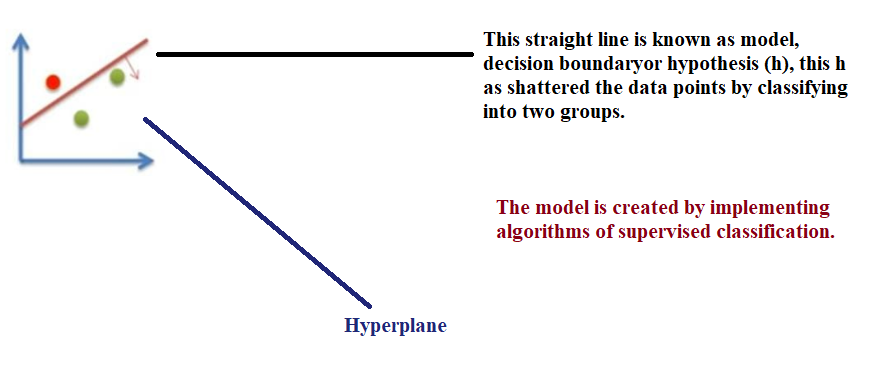 This straight line is known as model,
decision boundaryor hypothesis (h), this h
as shattered the data points by classifying
into two groups.
The model is created by implementing
algorithms of supervised classification.
Hyperplane